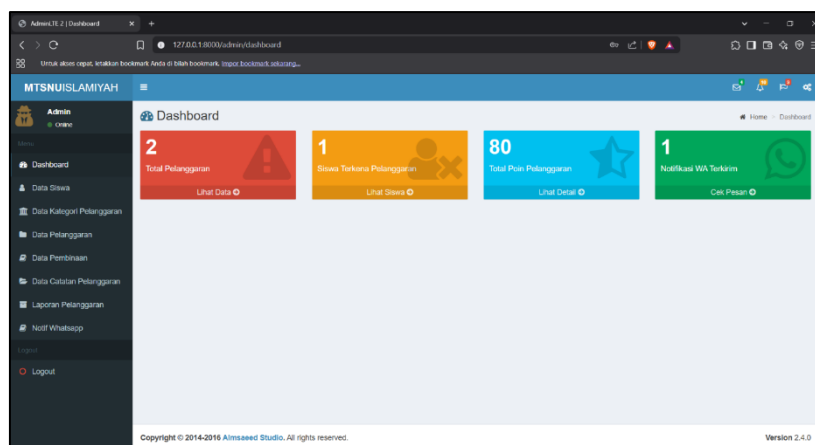 AdminLTE 2 | Dashboard
127.0.0.1:8000/admin/dashboard
Untuk akses cepat, letakkan bookmark Anda di bilah bookmark. Impor bookmark sekarang...
MTSNUISLAMIYAH
Admin
Online
Menu
Dashboard
Data Siswa
Data Kategori Pelanggaran
Data Pelanggaran
Data Pembinaan
Data Catatan Pelanggaran
Laporan Pelanggaran
Notif Whatsapp
Logout
Logout
Dashboard
Home > Dashboard
2
Total Pelanggaran
Lihat Data
1
Siswa Terkena Pelanggaran
Lihat Siswa
80
Total Poin Pelanggaran
Lihat Detail
1
Notifikasi WA Terkirim
Cek Pesan
Copyright © 2014-2016 Almsaeed Studio. All rights reserved.
Version 2.4.0